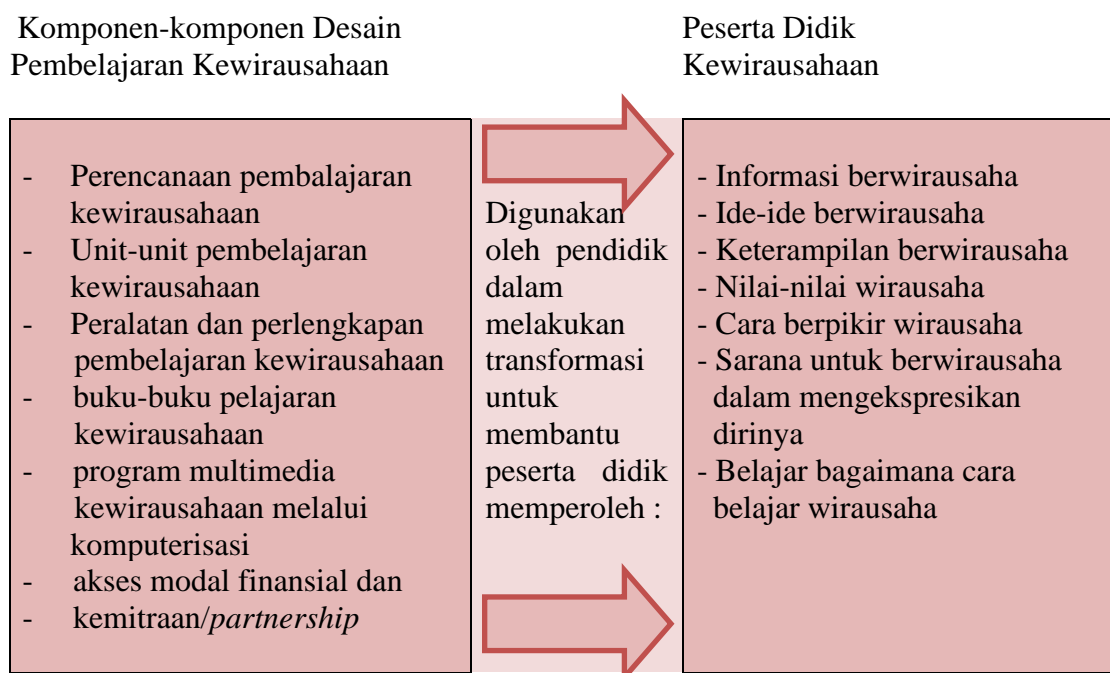 Komponen-komponen Desain
Pembelajaran Kewirausahaan
Peserta Didik
Kewirausahaan
- Perencanaan pembalajaran
kewirausahaan
- Unit-unit pembelajaran
kewirausahaan
- Peralatan dan perlengkapan
pembelajaran kewirausahaan
- buku-buku pelajaran
kewirausahaan
- program multimedia
kewirausahaan melalui
komputerisasi
- akses modal finansial dan
- kemitraan/partnership
Digunakan
oleh pendidik
dalam
melakukan
transformasi
untuk
membantu
peserta didik
memperoleh :
- Informasi berwirausaha
- Ide-ide berwirausaha
- Keterampilan berwirausaha
- Nilai-nilai wirausaha
- Cara berpikir wirausaha
- Sarana untuk berwirausaha
dalam mengekspresikan
dirinya
- Belajar bagaimana cara
belajar wirausaha